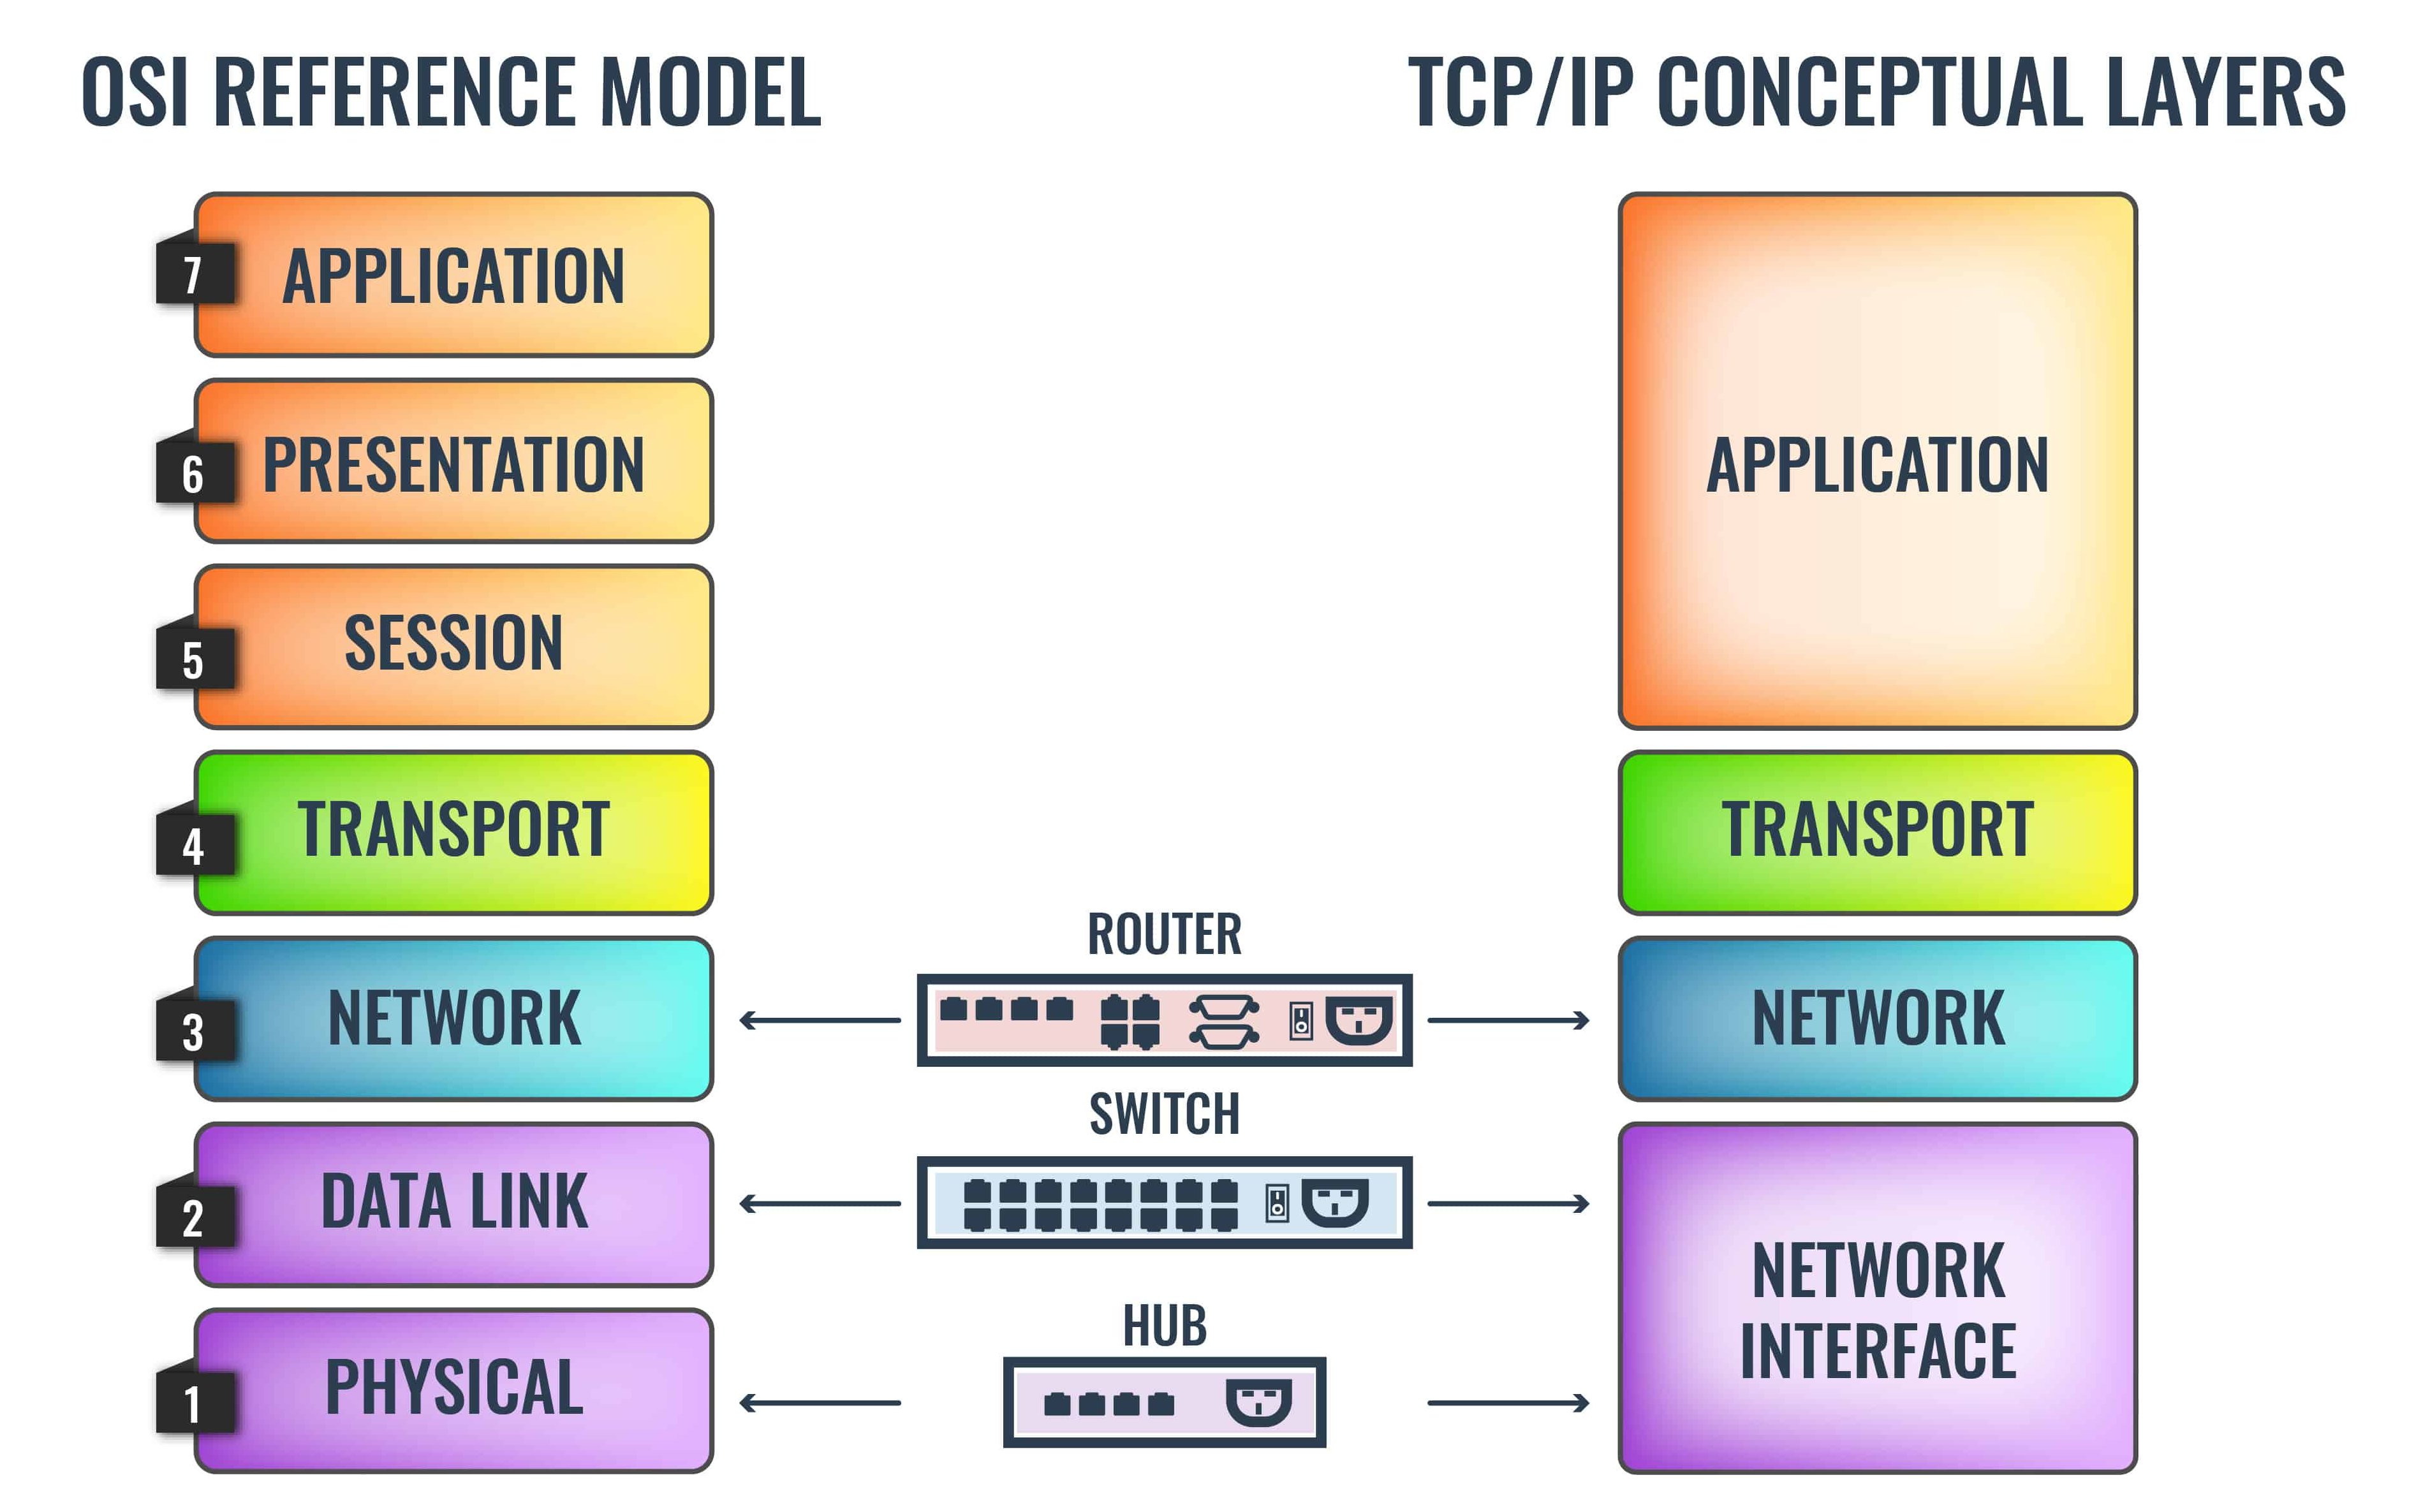 OSI REFERENCE MODEL
TCP/IP CONCEPTUAL LAYERS
7
APPLICATION
6
PRESENTATION
5
SESSION
4
TRANSPORT
3
NETWORK
2
DATA LINK
1
PHYSICAL
ROUTER
SWITCH
HUB
APPLICATION
TRANSPORT
NETWORK
NETWORK
INTERFACE